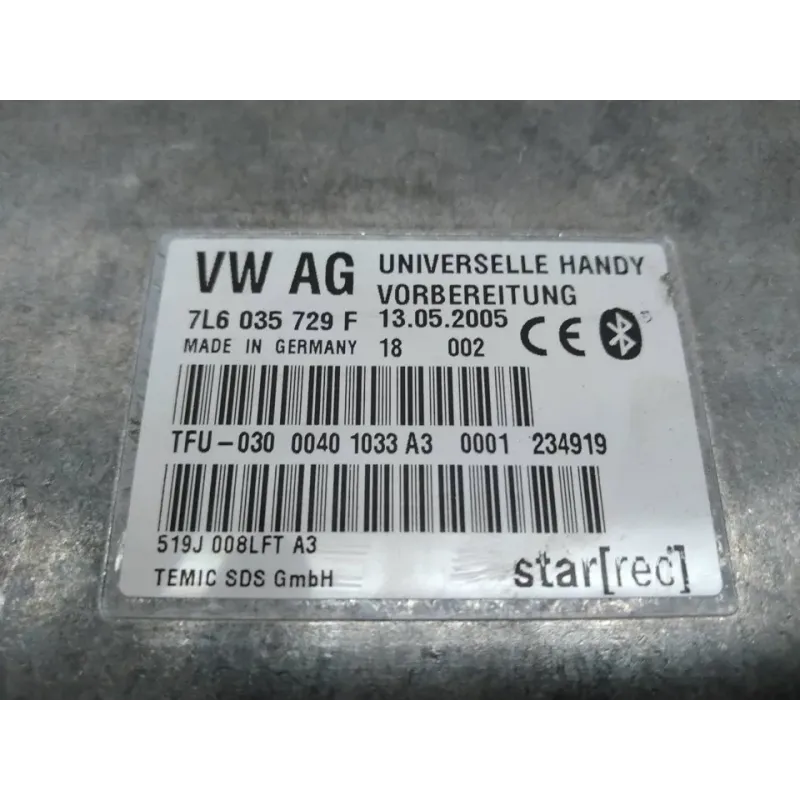 VW AG UNIVERSELLE HANDY
VORBEREITUNG
7L6 035 729 F 13.05.2005
MADE IN GERMANY 18 002 CE
TFU-030 0040 1033 A3 0001 234919
519J 008LFT A3
TEMIC SDS GmbH star[rec]